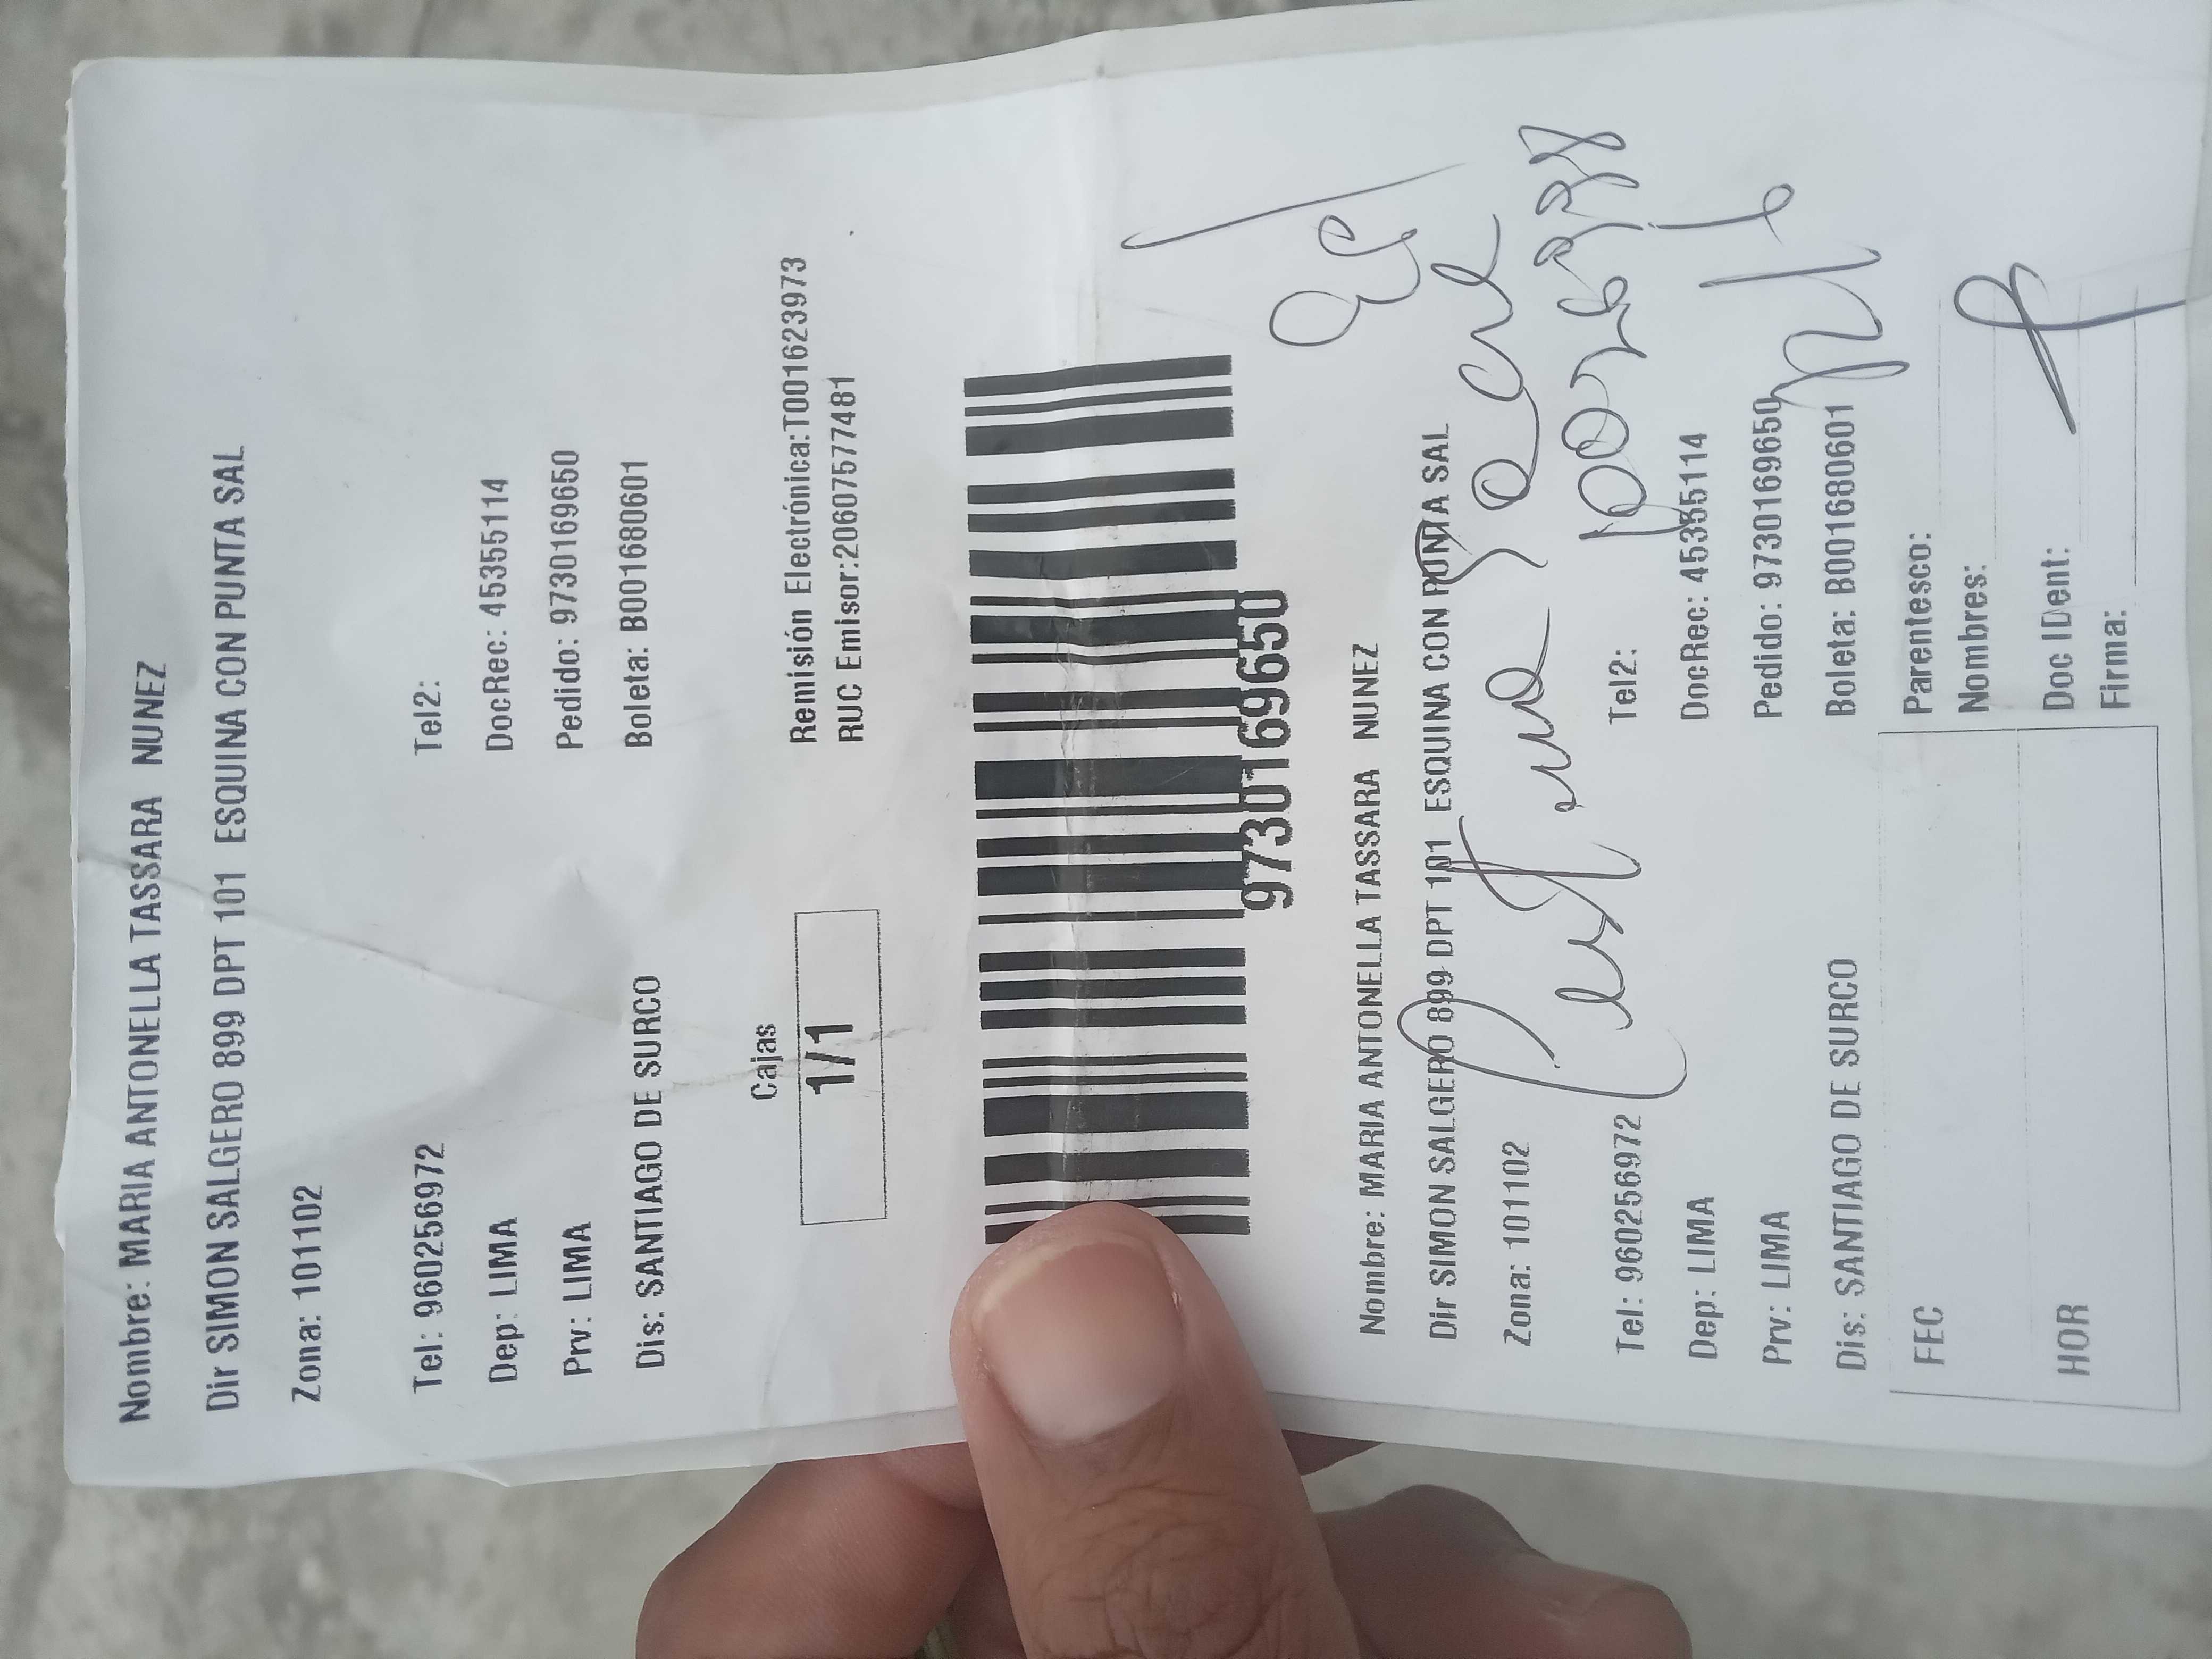 Nombre: MARIA ANTONELLA TASSARA NUNEZ
Dir SIMON SALGERO 899 DPT 101 ESQUINA CON PUNTA SAL
Zona: 101102
Tel: 960256972 Tel2:
Dep: LIMA DocRec: 45355114
Prv: LIMA Pedido: 9730169650
Dis: SANTIAGO DE SURCO Boleta: B001680601
Cajas
1/1
Remisión Electrónica:T001623973
RUC Emisor:20607577481
9730169650
Nombre: MARIA ANTONELLA TASSARA NUNEZ
Dir SIMON SALGERO 899 DPT 101 ESQUINA CON PUNTA SAL
Zona: 101102
Tel: 960256972 Tel2:
Dep: LIMA DocRec: 45355114
Prv: LIMA Pedido: 9730169650
Dis: SANTIAGO DE SURCO Boleta: B001680601
FEC
HOR
Parentesco:
Nombres:
Doc IDent:
Firma: